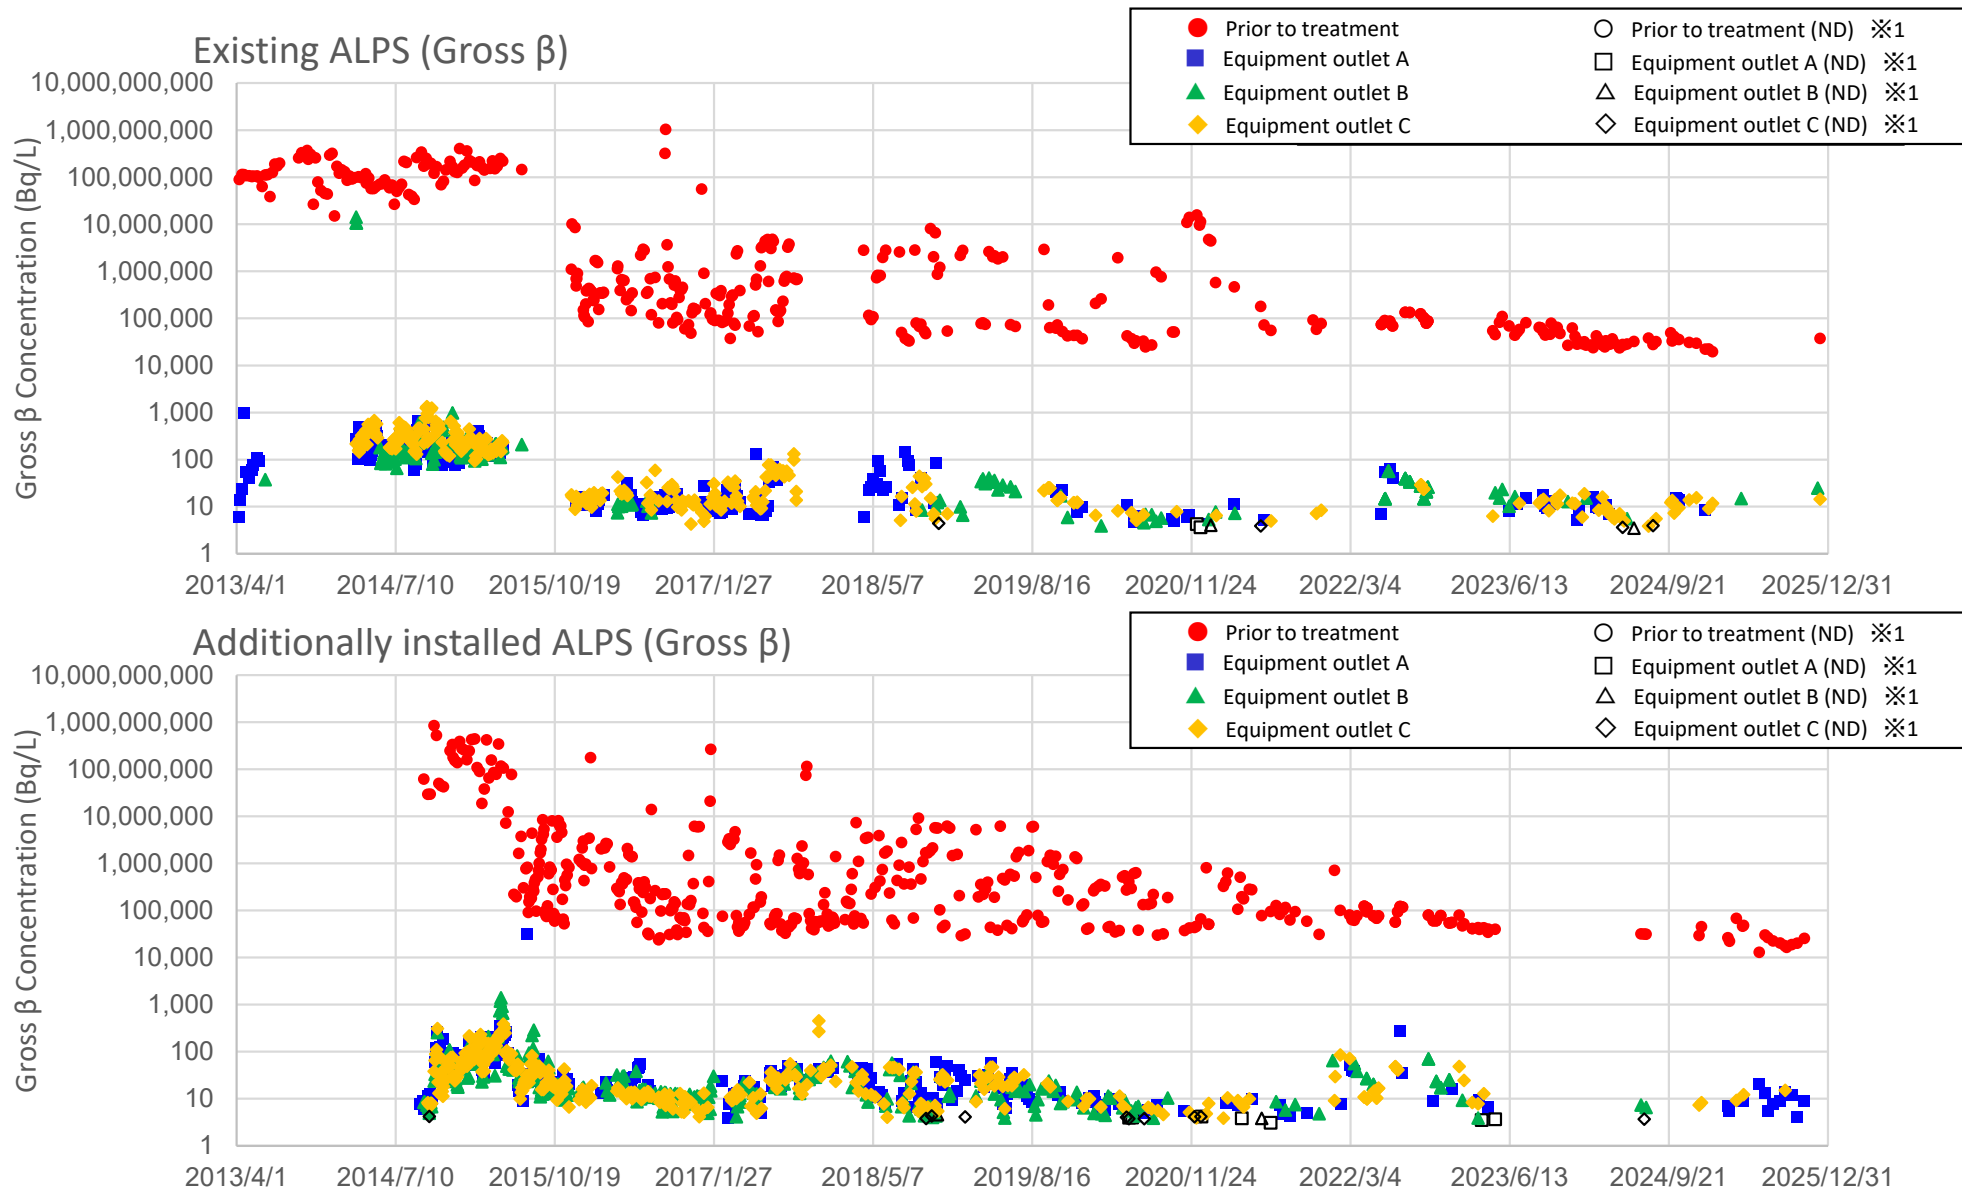 Existing ALPS (Gross β)
Prior to treatment
Equipment outlet A
Equipment outlet B
Equipment outlet C
Prior to treatment (ND) ※1
Equipment outlet A (ND) ※1
Equipment outlet B (ND) ※1
Equipment outlet C (ND) ※1
Gross β Concentration (Bq/L)
10,000,000,000
1,000,000,000
100,000,000
10,000,000
1,000,000
100,000
10,000
1,000
100
10
1
2013/4/1 2014/7/10 2015/10/19 2017/1/27 2018/5/7 2019/8/16 2020/11/24 2022/3/4 2023/6/13 2024/9/21 2025/12/31
Additionally installed ALPS (Gross β)
Prior to treatment
Equipment outlet A
Equipment outlet B
Equipment outlet C
Prior to treatment (ND) ※1
Equipment outlet A (ND) ※1
Equipment outlet B (ND) ※1
Equipment outlet C (ND) ※1
Gross β Concentration (Bq/L)
10,000,000,000
1,000,000,000
100,000,000
10,000,000
1,000,000
100,000
10,000
1,000
100
10
1
2013/4/1 2014/7/10 2015/10/19 2017/1/27 2018/5/7 2019/8/16 2020/11/24 2022/3/4 2023/6/13 2024/9/21 2025/12/31